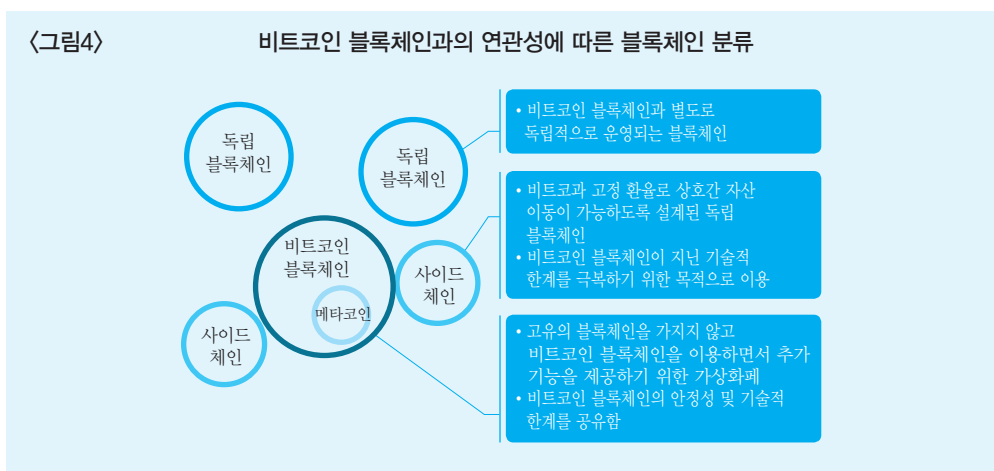 〈그림4〉 비트코인 블록체인과의 연관성에 따른 블록체인 분류
독립
블록체인
독립
블록체인
비트코인
블록체인
메타코인
사이드
체인
사이드
체인
• 비트코인 블록체인과 별도로
독립적으로 운영되는 블록체인
• 비트코과 고정 환율로 상호간 자산
이동이 가능하도록 설계된 독립
블록체인
• 비트코인 블록체인이 지닌 기술적
한계를 극복하기 위한 목적으로 이용
• 고유의 블록체인을 가지지 않고
비트코인 블록체인을 이용하면서 추가
기능을 제공하기 위한 가상화폐
• 비트코인 블록체인의 안정성 및 기술적
한계를 공유함